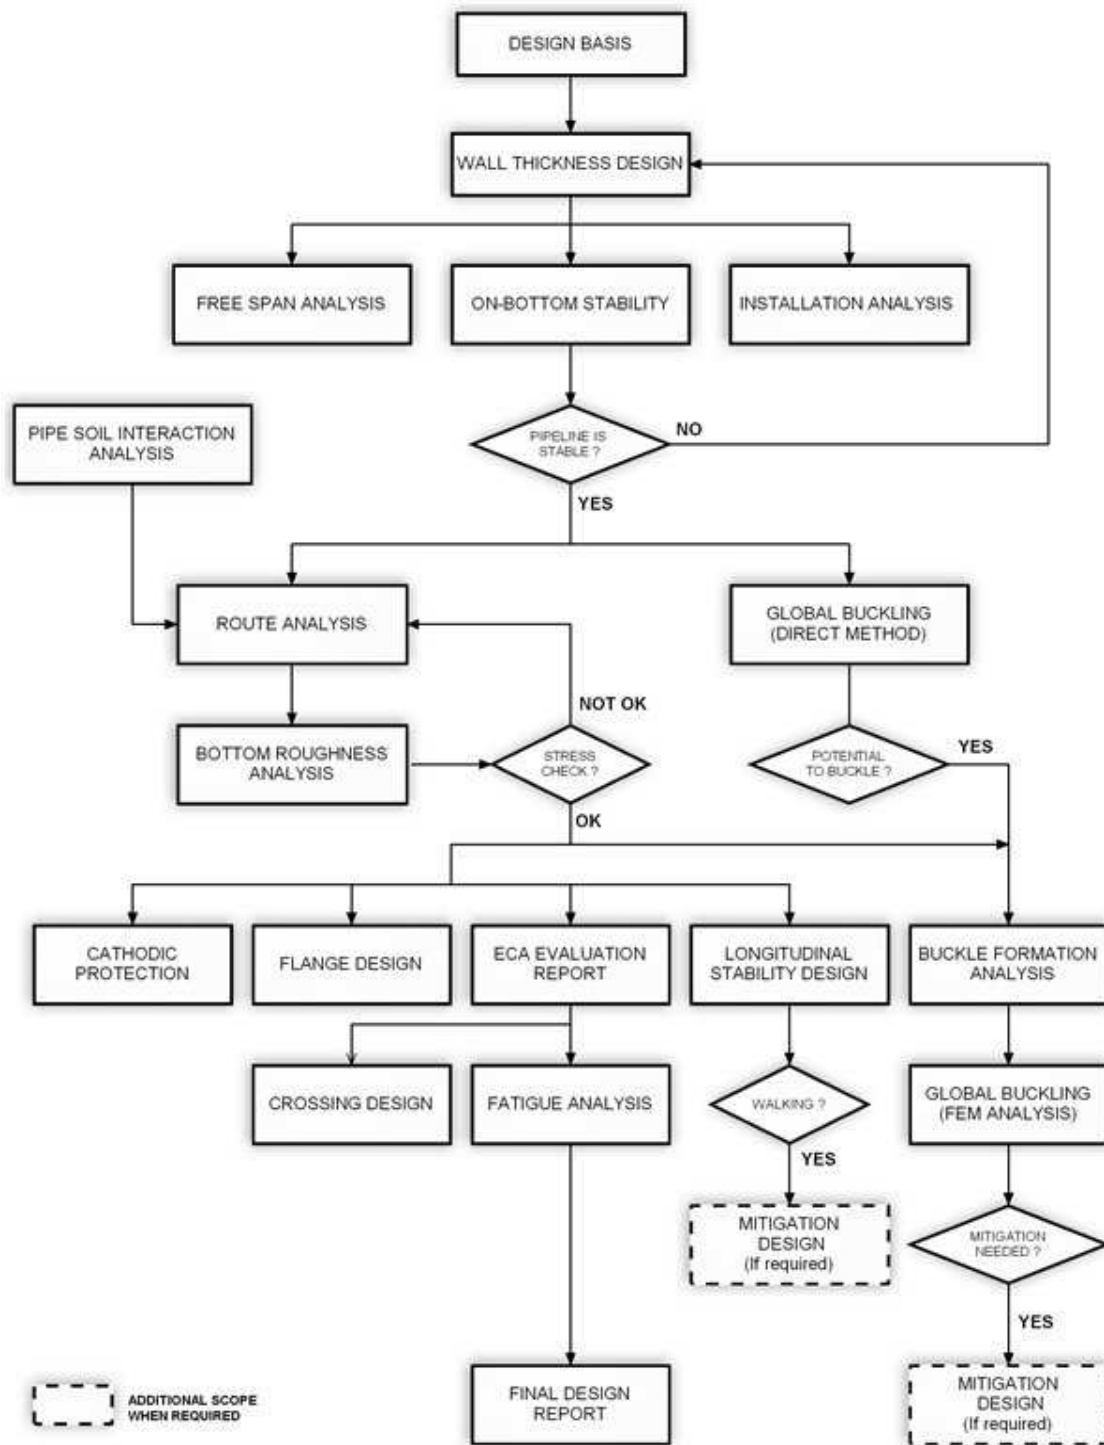 DESIGN BASIS
WALL THICKNESS DESIGN
FREE SPAN ANALYSIS
ON-BOTTOM STABILITY
INSTALLATION ANALYSIS
PIPE SOIL INTERACTION
ANALYSIS
PIPELINE IS
STABLE ?
NO
YES
ROUTE ANALYSIS
GLOBAL BUCKLING
(DIRECT METHOD)
NOT OK
BOTTOM ROUGHNESS
ANALYSIS
STRESS
CHECK ?
POTENTIAL
TO BUCKLE ?
YES
OK
CATHODIC
PROTECTION
FLANGE DESIGN
ECA EVALUATION
REPORT
LONGITUDINAL
STABILITY DESIGN
BUCKLE FORMATION
ANALYSIS
CROSSING DESIGN
FATIGUE ANALYSIS
WALKING ?
GLOBAL BUCKLING
(FEM ANALYSIS)
YES
MITIGATION
DESIGN
(If required)
MITIGATION
NEEDED ?
YES
FINAL DESIGN
REPORT
MITIGATION
DESIGN
(If required)
ADDITIONAL SCOPE
WHEN REQUIRED